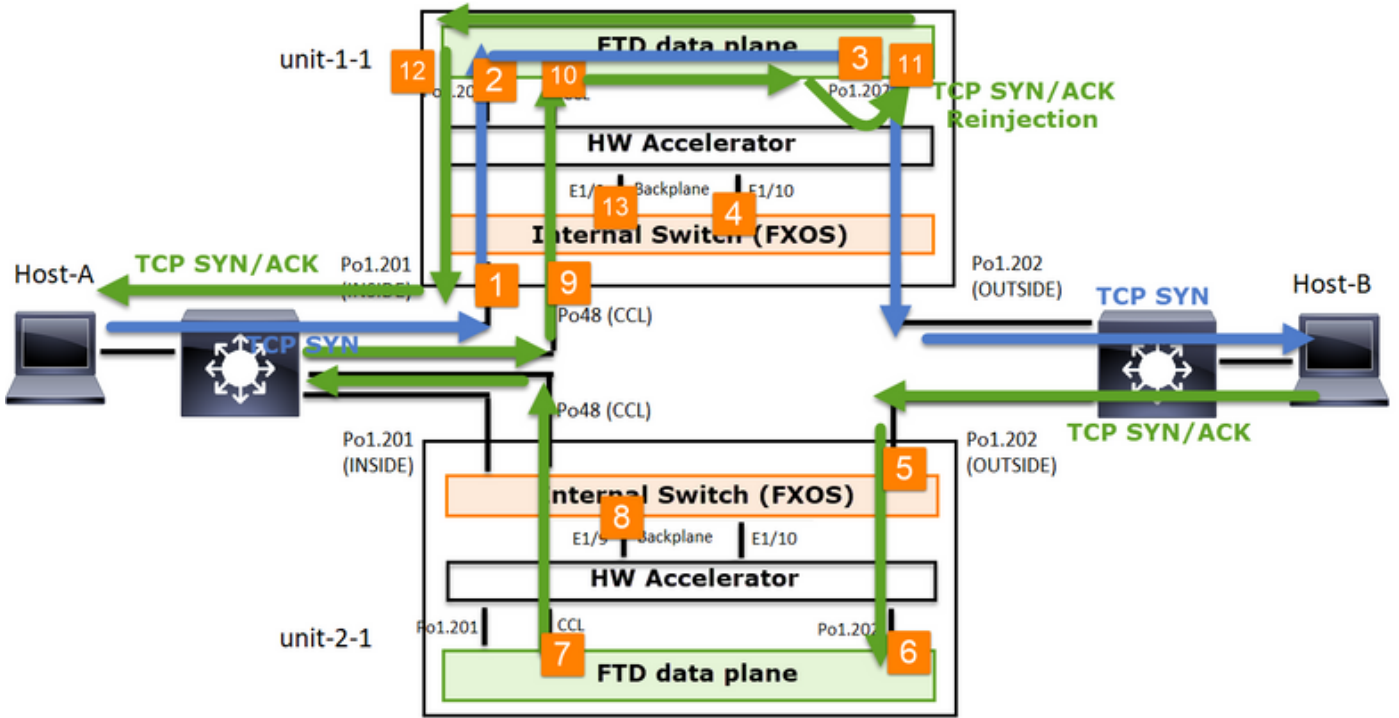 FTD data plane
unit-1-1
12
2
10
3
11
Po1.202
TCP SYN/ACK
Reinjection
HW Accelerator
Backplane
E1/10
13
4
Internal Switch (FXOS)
TCP SYN/ACK
Host-A
Po1.201
(INSIDE)
1
9
Po1.202
(OUTSIDE)
TCP SYN
Host-B
Po48 (CCL)
TCP SYN
Po48 (CCL)
Po1.201
(INSIDE)
Po1.202
(OUTSIDE)
TCP SYN/ACK
5
Internal Switch (FXOS)
8
E1/9
Backplane
E1/10
HW Accelerator
Po1.201
CCL
Po1.202
unit-2-1
7
6
FTD data plane